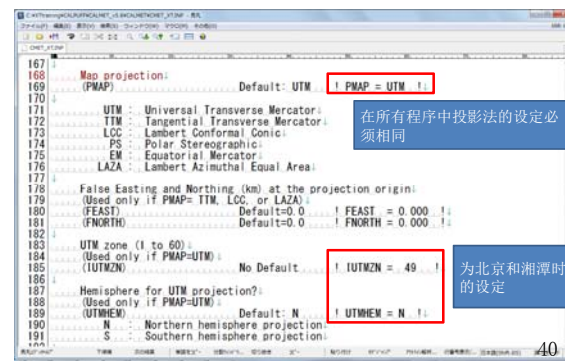 CHET_XT.INF
167
168 Map projection
169 (PMAP) Default: UTM ! PMAP = UTM !
170
171 UTM : Universal Transverse Mercator
172 TTM : Tangential Transverse Mercator
173 LCC : Lambert Conformal Conic
174 PS : Polar Stereographic
175 EM : Equatorial Mercator
176 LAZA : Lambert Azimuthal Equal Area
177
178 False Easting and Northing (km) at the projection origin
179 (Used only if PMAP= TTM, LCC, or LAZA)
180 (FEAST) Default=0.0 ! FEAST = 0.000 !
181 (FNORTH) Default=0.0 ! FNORTH = 0.000 !
182
183 UTM zone (1 to 60)
184 (Used only if PMAP=UTM)
185 (IUTMZN) No Default ! IUTMZN = 49 !
186
187 Hemisphere for UTM projection?
188 (Used only if PMAP=UTM)
189 (UTMHEM) Default: N ! UTMHEM = N !
190 N : Northern hemisphere projection
191 S : Southern hemisphere projection
在所有程序中投影法的设定必
须相同
为北京和湘潭时
的设定
40